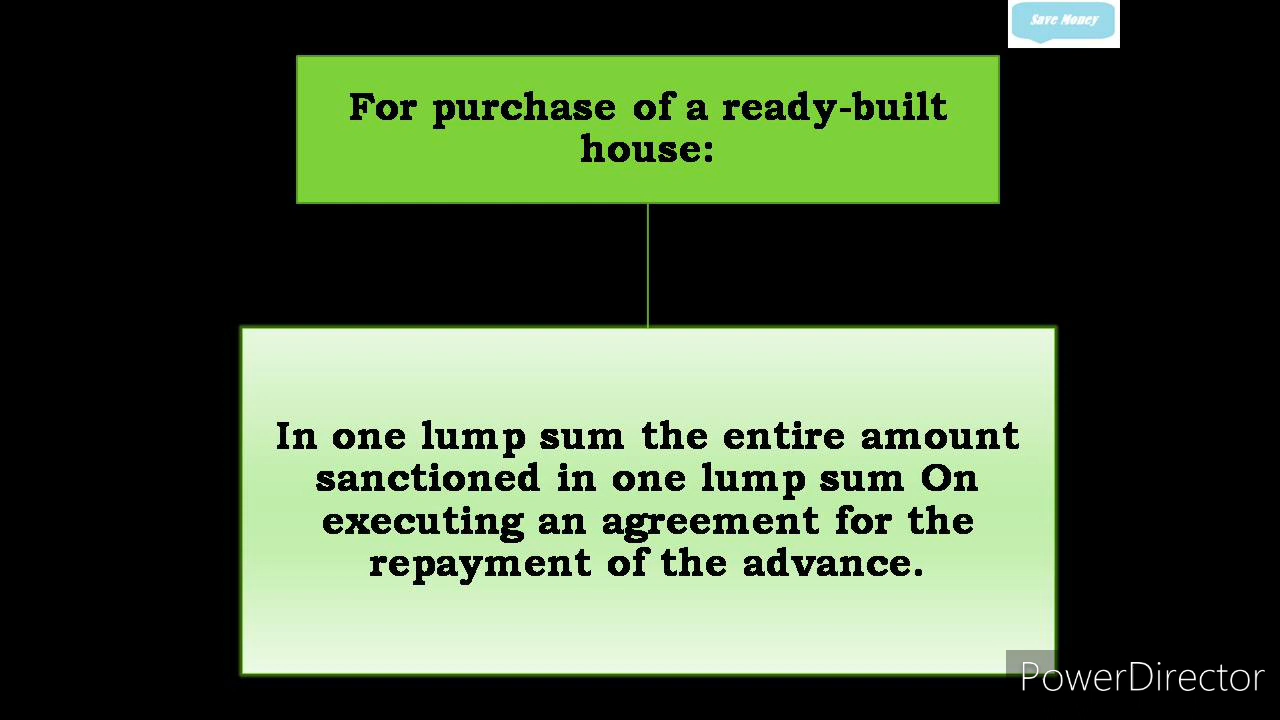 Save Money
For purchase of a ready-built
house:
In one lump sum the entire amount
sanctioned in one lump sum On
executing an agreement for the
repayment of the advance.
PowerDirector